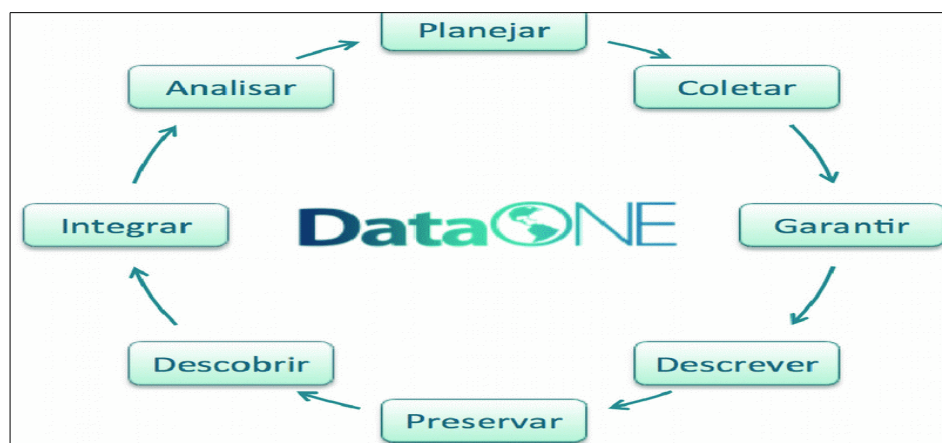 Planejar
Analisar
Coletar
Integrar
DataONE
Garantir
Descobrir
Descrever
Preservar